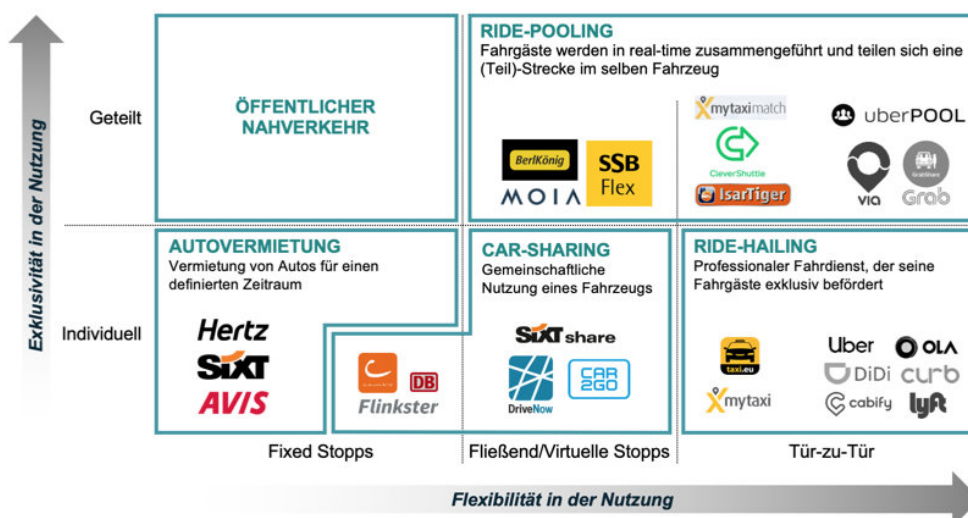 Exklusivität in der Nutzung
Geteilt
ÖFFENTLICHER
NAHVERKEHR
RIDE-POOLING
Fahrgäste werden in real-time zusammengeführt und teilen sich eine
(Teil)-Strecke im selben Fahrzeug
BerlKönig
MOIA
SSB
Flex
mytaximatch
CleverShuttle
IsarTiger
uberPOOL
via
GrabShare
Grab
Individuell
AUTOVERMIETUNG
Vermietung von Autos für einen
definierten Zeitraum
Hertz
SIXT
AVIS
DB
Flinkster
CAR-SHARING
Gemeinschaftliche
Nutzung eines Fahrzeugs
SIXT share
DriveNow
CAR
2GO
RIDE-HAILING
Professionaler Fahrdienst, der seine
Fahrgäste exklusiv befördert
taxi.eu
mytaxi
Uber
OLA
DiDi
curb
cabify
lyft
Fixed Stopps
Fließend/Virtuelle Stopps
Tür-zu-Tür
Flexibilität in der Nutzung